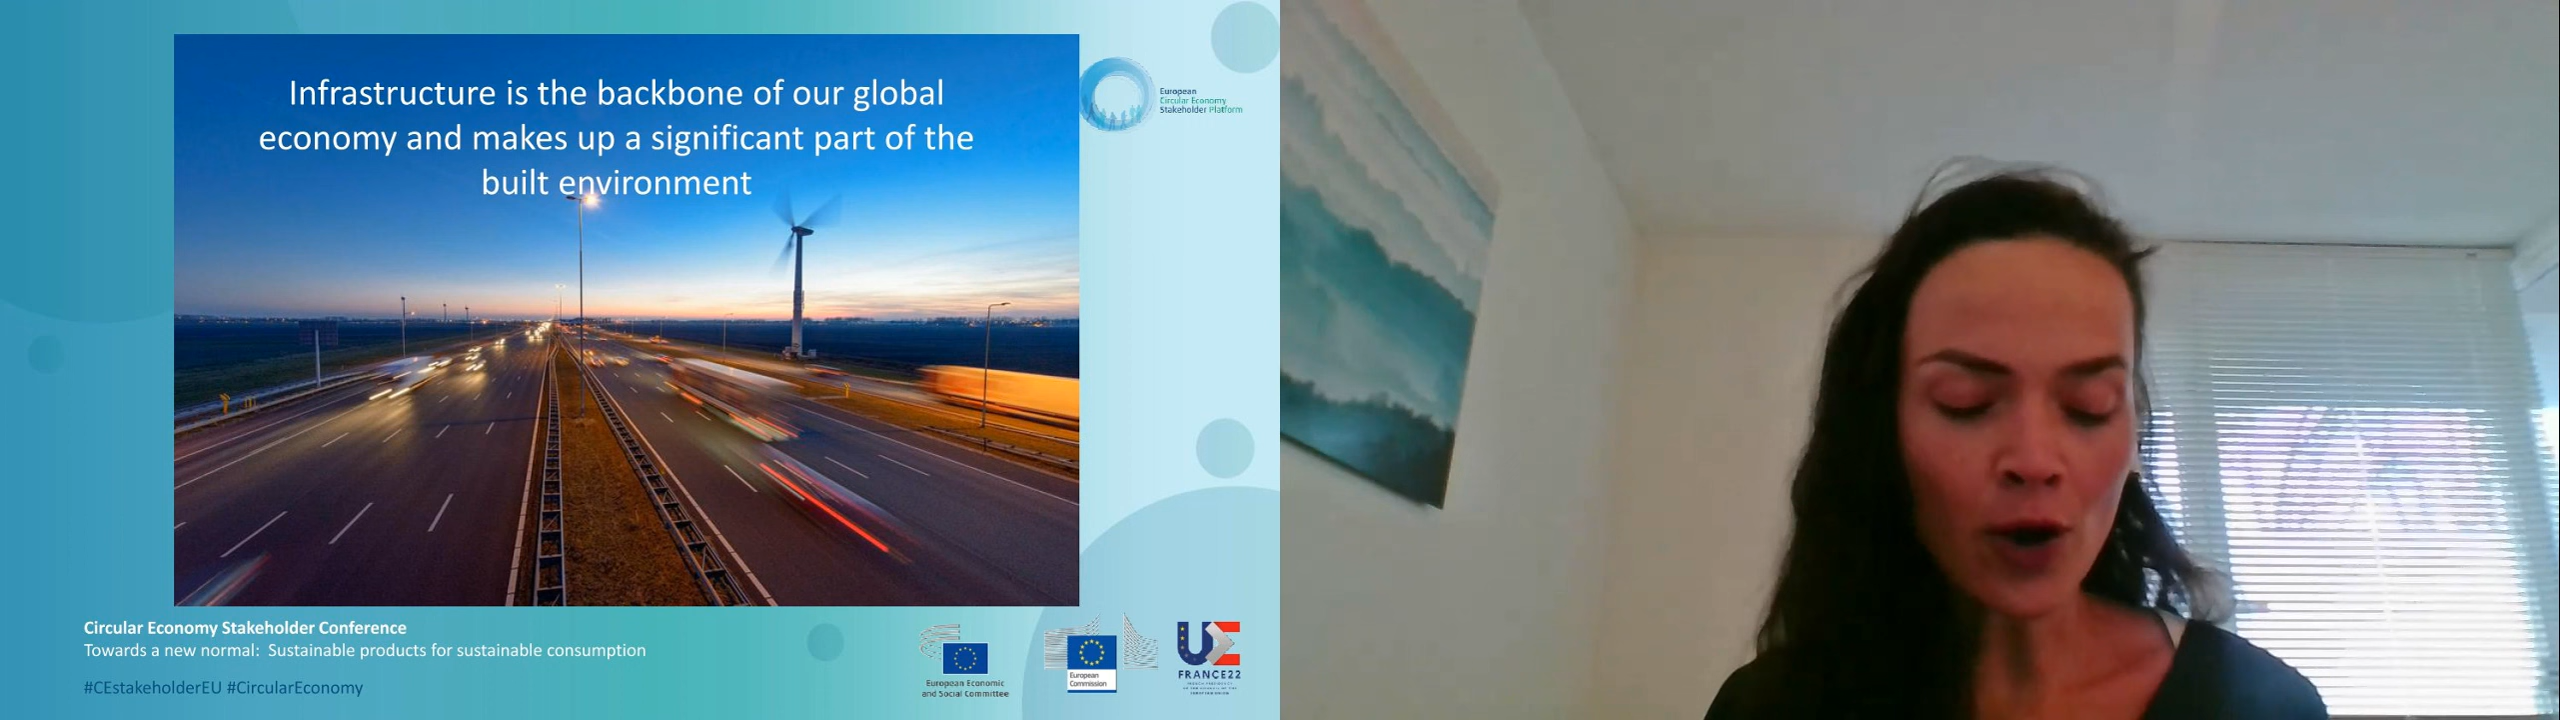 Infrastructure is the backbone of our global
economy and makes up a significant part of the
built environment
European
Circular Economy
Stakeholder Platform
Circular Economy Stakeholder Conference
Towards a new normal:  Sustainable products for sustainable consumption
#CEstakeholderEU #CircularEconomy
European Economic
and Social Committee
European
Commission
UE
FRANCE22